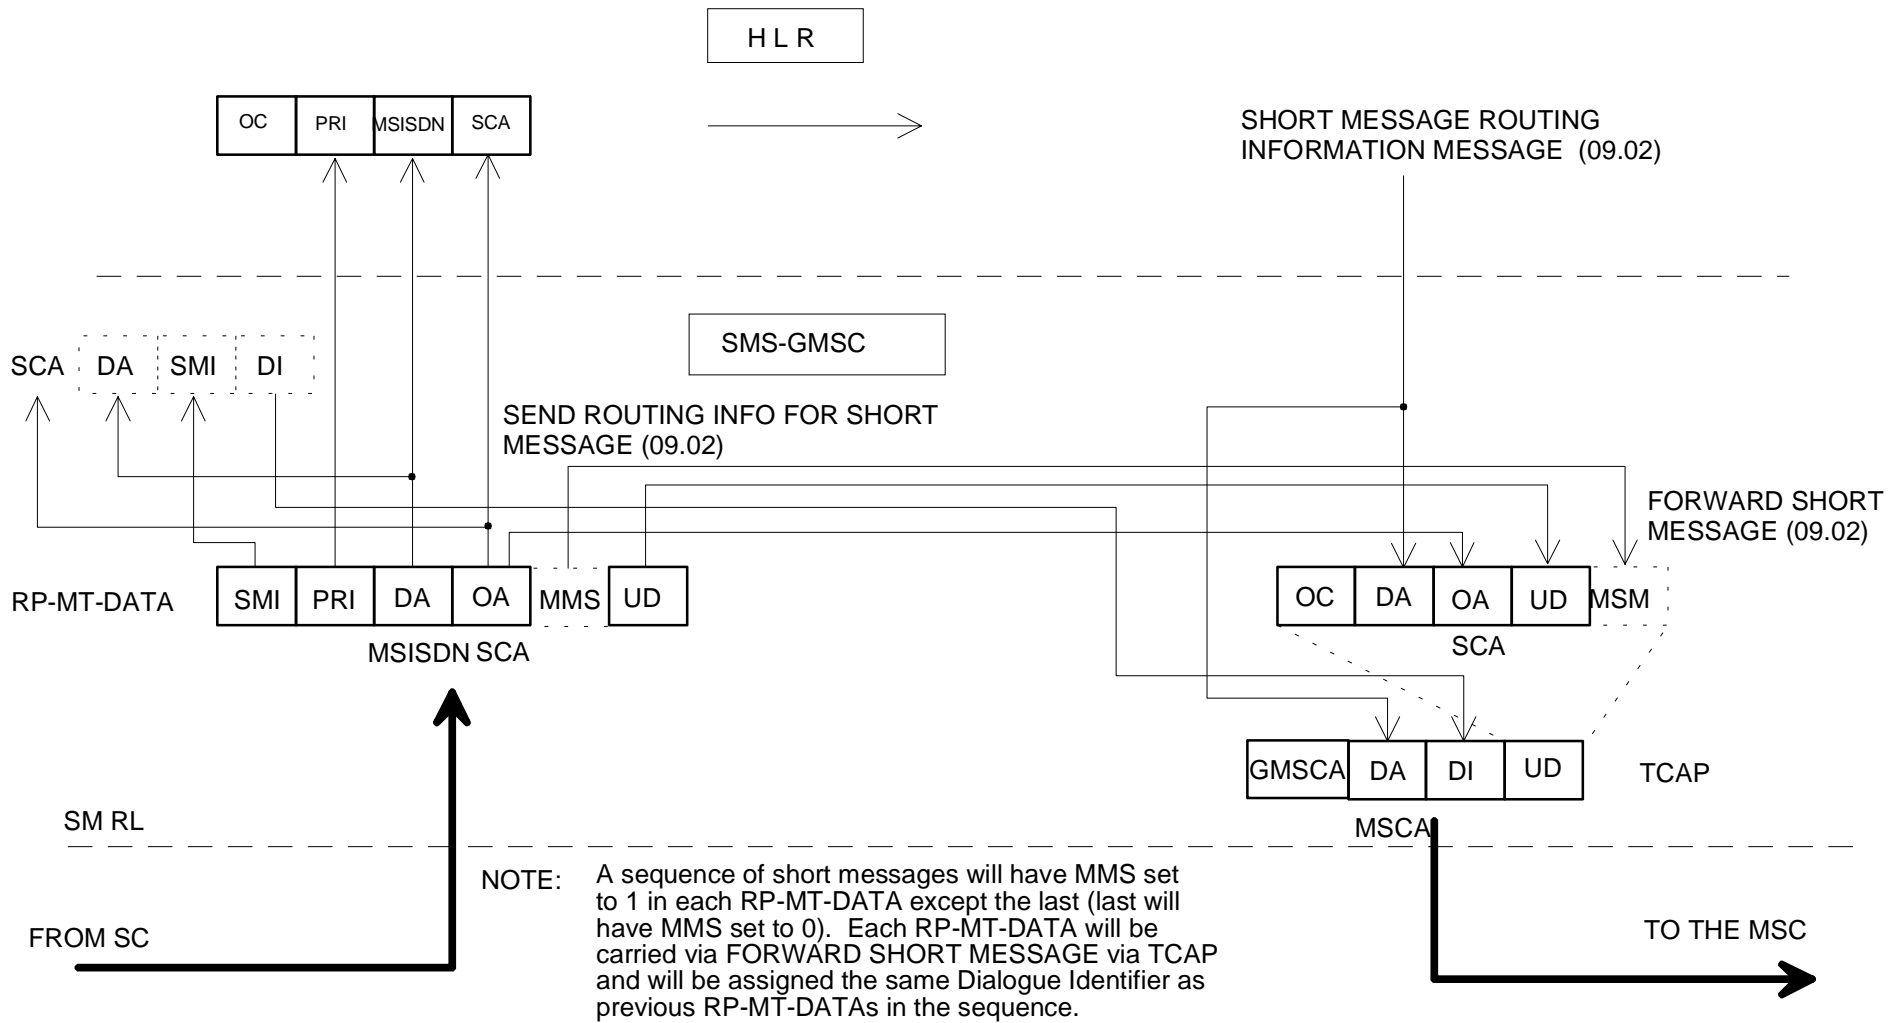 H L R
OC PRI MSISDN SCA
SHORT MESSAGE ROUTING
INFORMATION MESSAGE (09.02)
SMS-GMSC
SCA DA SMI DI
SEND ROUTING INFO FOR SHORT
MESSAGE (09.02)
FORWARD SHORT
MESSAGE (09.02)
RP-MT-DATA SMI PRI DA OA MMS UD
MSISDN SCA
OC DA OA UD MSM
SCA
GMSCA DA DI UD TCAP
MSCA
SM RL
NOTE: A sequence of short messages will have MMS set
to 1 in each RP-MT-DATA except the last (last will
have MMS set to 0). Each RP-MT-DATA will be
carried via FORWARD SHORT MESSAGE via TCAP
and will be assigned the same Dialogue Identifier as
previous RP-MT-DATAs in the sequence.
FROM SC
TO THE MSC